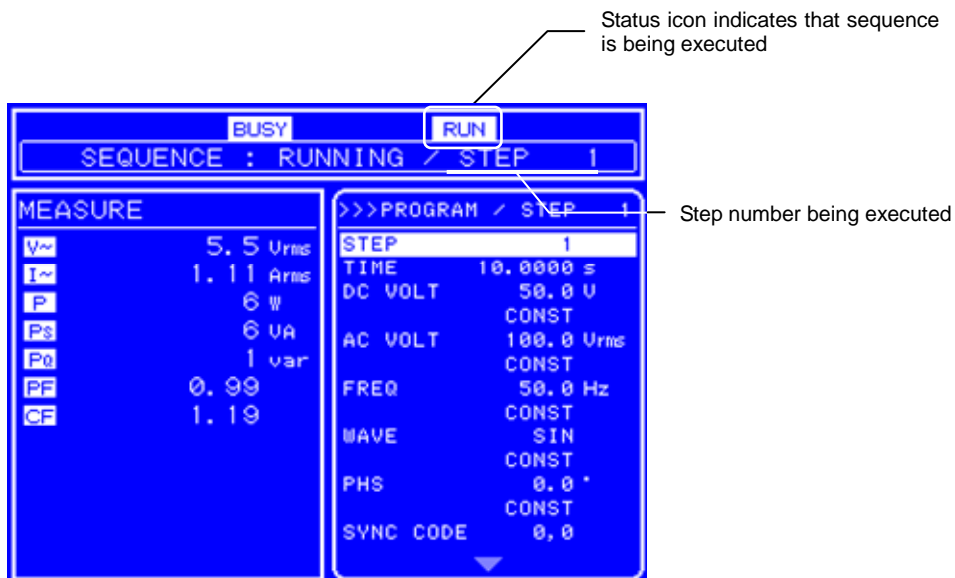 Status icon indicates that sequence
is being executed
BUSY RUN
SEQUENCE : RUNNING / STEP 1
MEASURE
V~ 5.5 Vrms
I~ 1.11 Arms
P 6 W
PS 6 VA
PQ 1 var
PF 0.99
CF 1.19
>>>PROGRAM / STEP 1
STEP 1
TIME 10.0000 s
DC VOLT 50.0 V
CONST
AC VOLT 100.0 Vrms
CONST
FREQ 50.0 Hz
CONST
WAVE SIN
CONST
PHS 0.0 °
CONST
SYNC CODE 0,0
Step number being executed